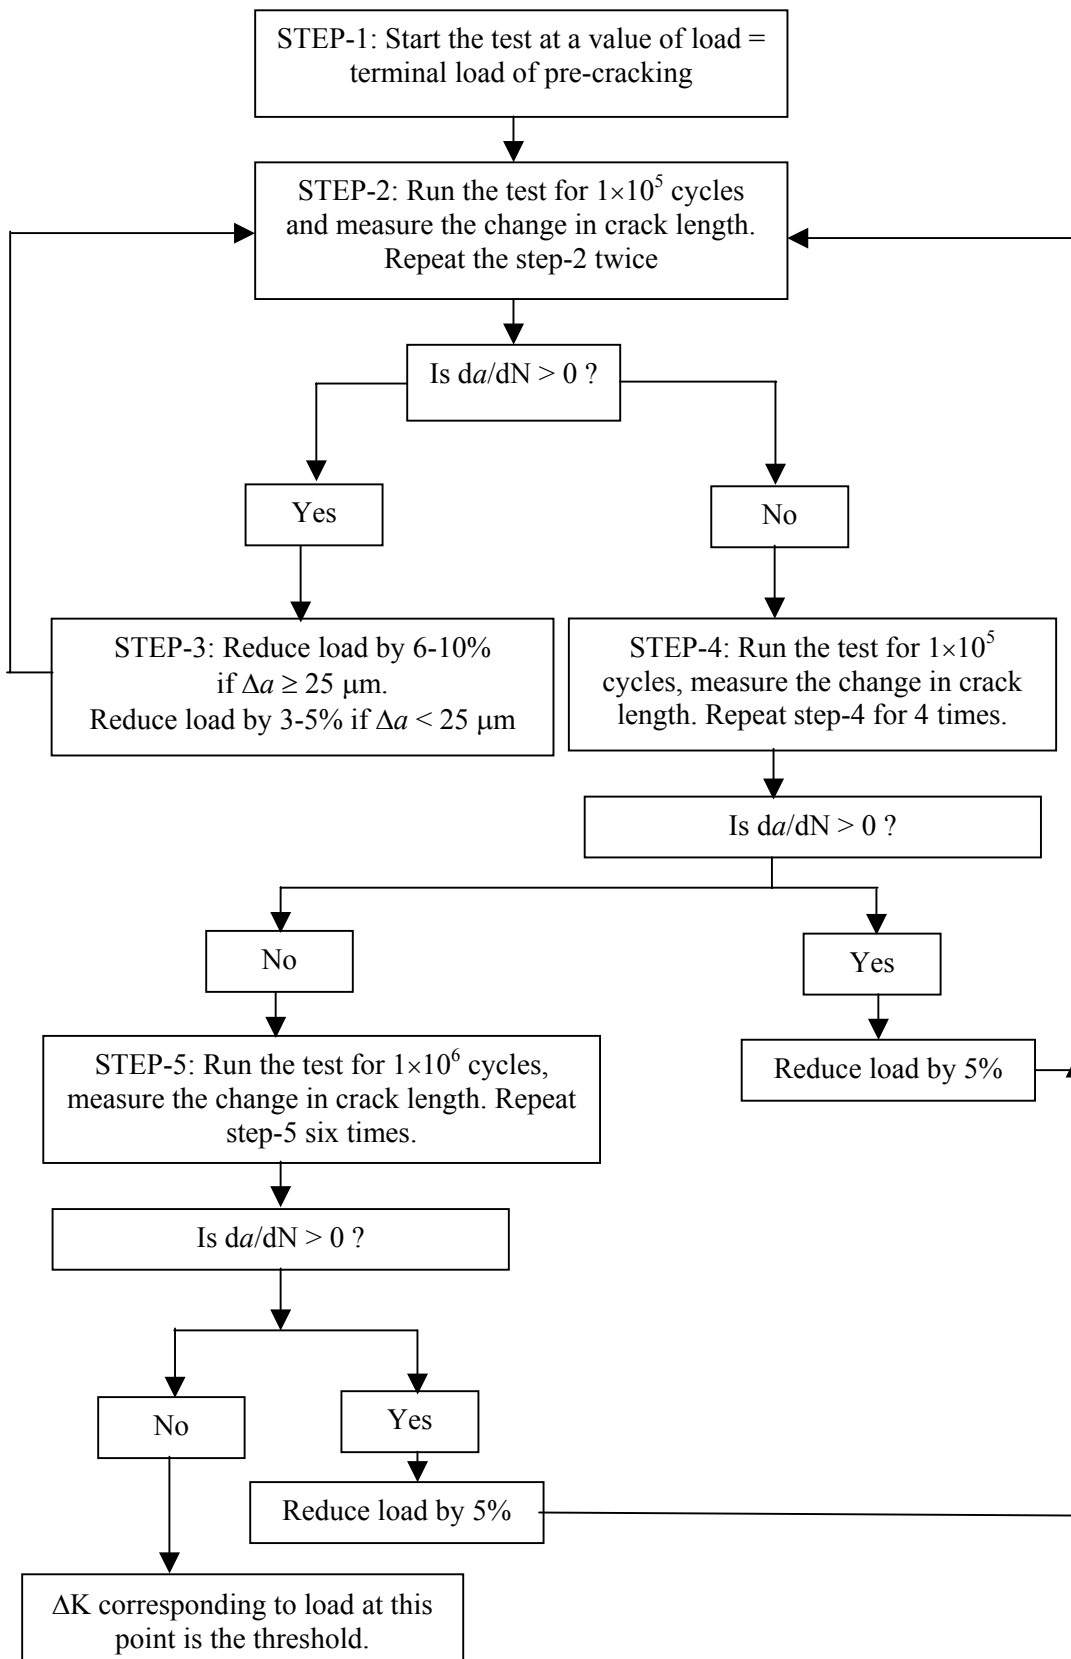 STEP-1: Start the test at a value of load =
terminal load of pre-cracking
STEP-2: Run the test for 1×10⁵ cycles
and measure the change in crack length.
Repeat the step-2 twice
Is da/dN > 0 ?
Yes
No
STEP-3: Reduce load by 6-10%
if Δa ≥ 25 μm.
Reduce load by 3-5% if Δa < 25 μm
STEP-4: Run the test for 1×10⁵
cycles, measure the change in crack
length. Repeat step-4 for 4 times.
Is da/dN > 0 ?
No
Yes
STEP-5: Run the test for 1×10⁶ cycles,
measure the change in crack length. Repeat
step-5 six times.
Reduce load by 5%
Is da/dN > 0 ?
No
Yes
Reduce load by 5%
ΔK corresponding to load at this
point is the threshold.